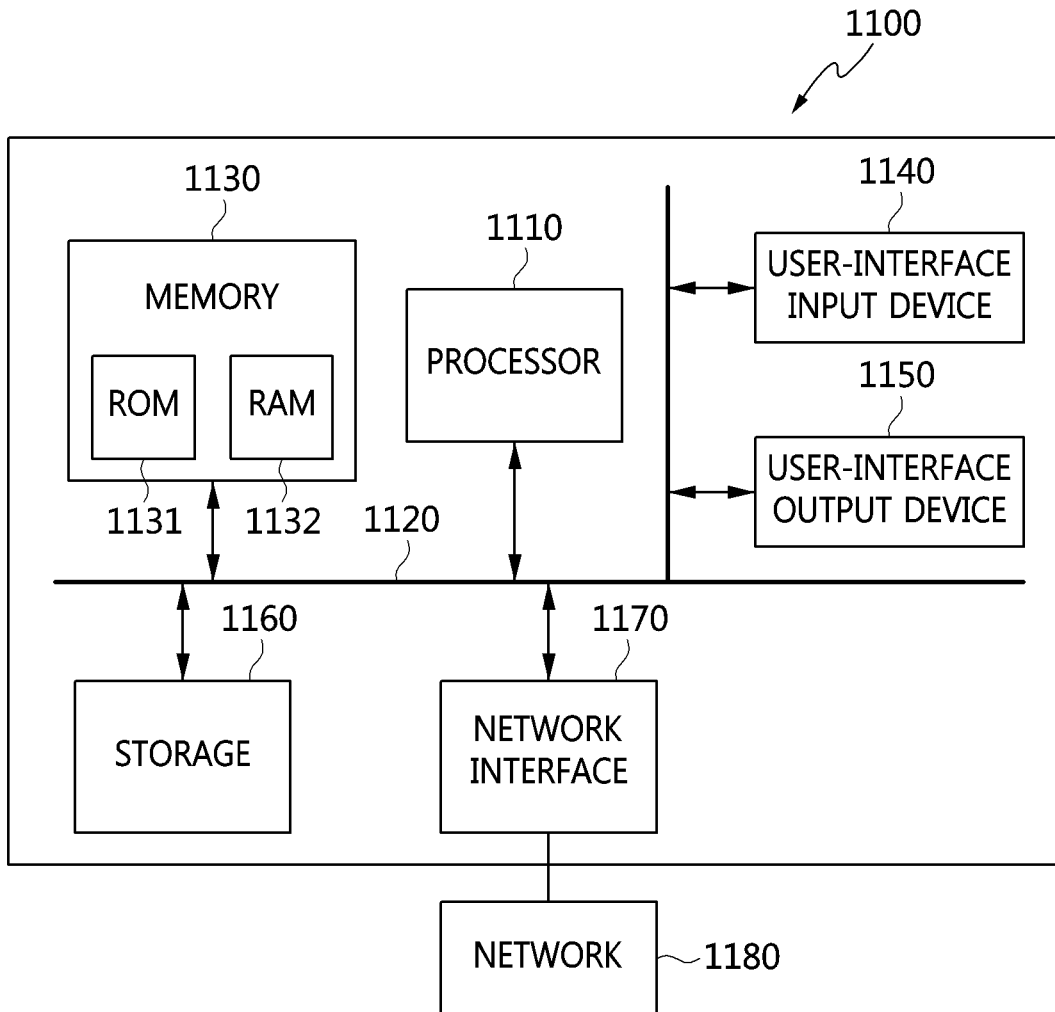 1100
1130
MEMORY
ROM
RAM
1131
1132
1110
PROCESSOR
1140
USER-INTERFACE
INPUT DEVICE
1150
USER-INTERFACE
OUTPUT DEVICE
1120
1160
STORAGE
1170
NETWORK
INTERFACE
NETWORK
1180